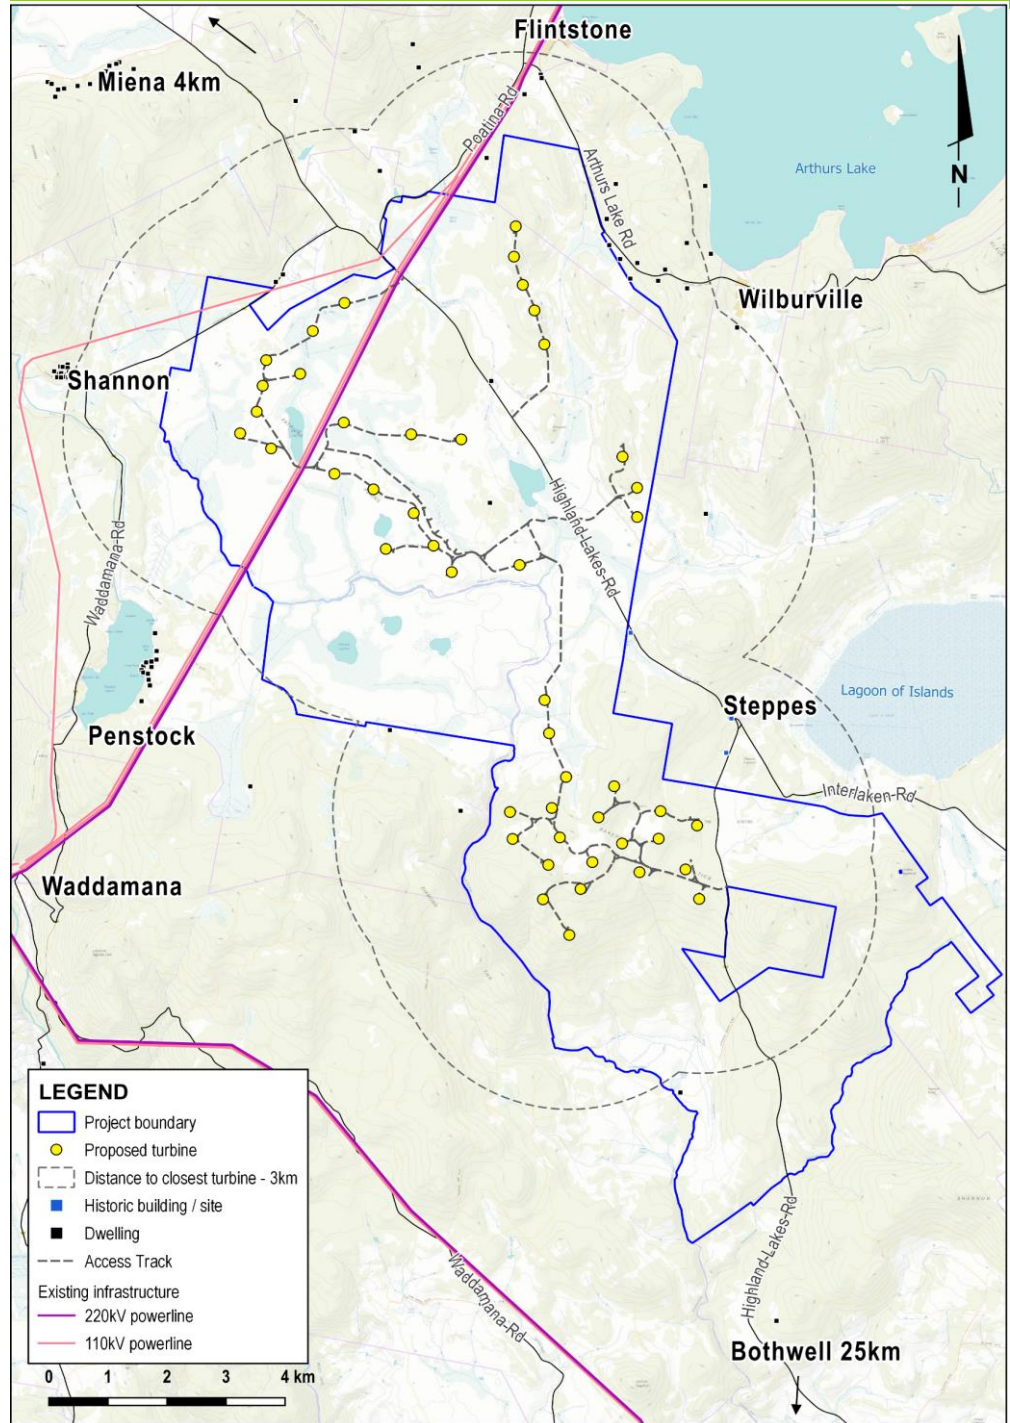 Flintstone
Miena 4km
Poatina-Rd
Arthurs Lake Rd
Arthurs Lake
N
Wilburville
Shannon
Waddamana-Rd
Highland-Lakes-Rd
Lagoon of Islands
Steppes
Penstock
Interlaken-Rd
Waddamana
LEGEND
Project boundary
Proposed turbine
Distance to closest turbine - 3km
Historic building / site
Dwelling
Access Track
Existing infrastructure
220kV powerline
110kV powerline
0 1 2 3 4 km
Waddamana-Rd
Highland-Lakes-Rd
Bothwell 25km